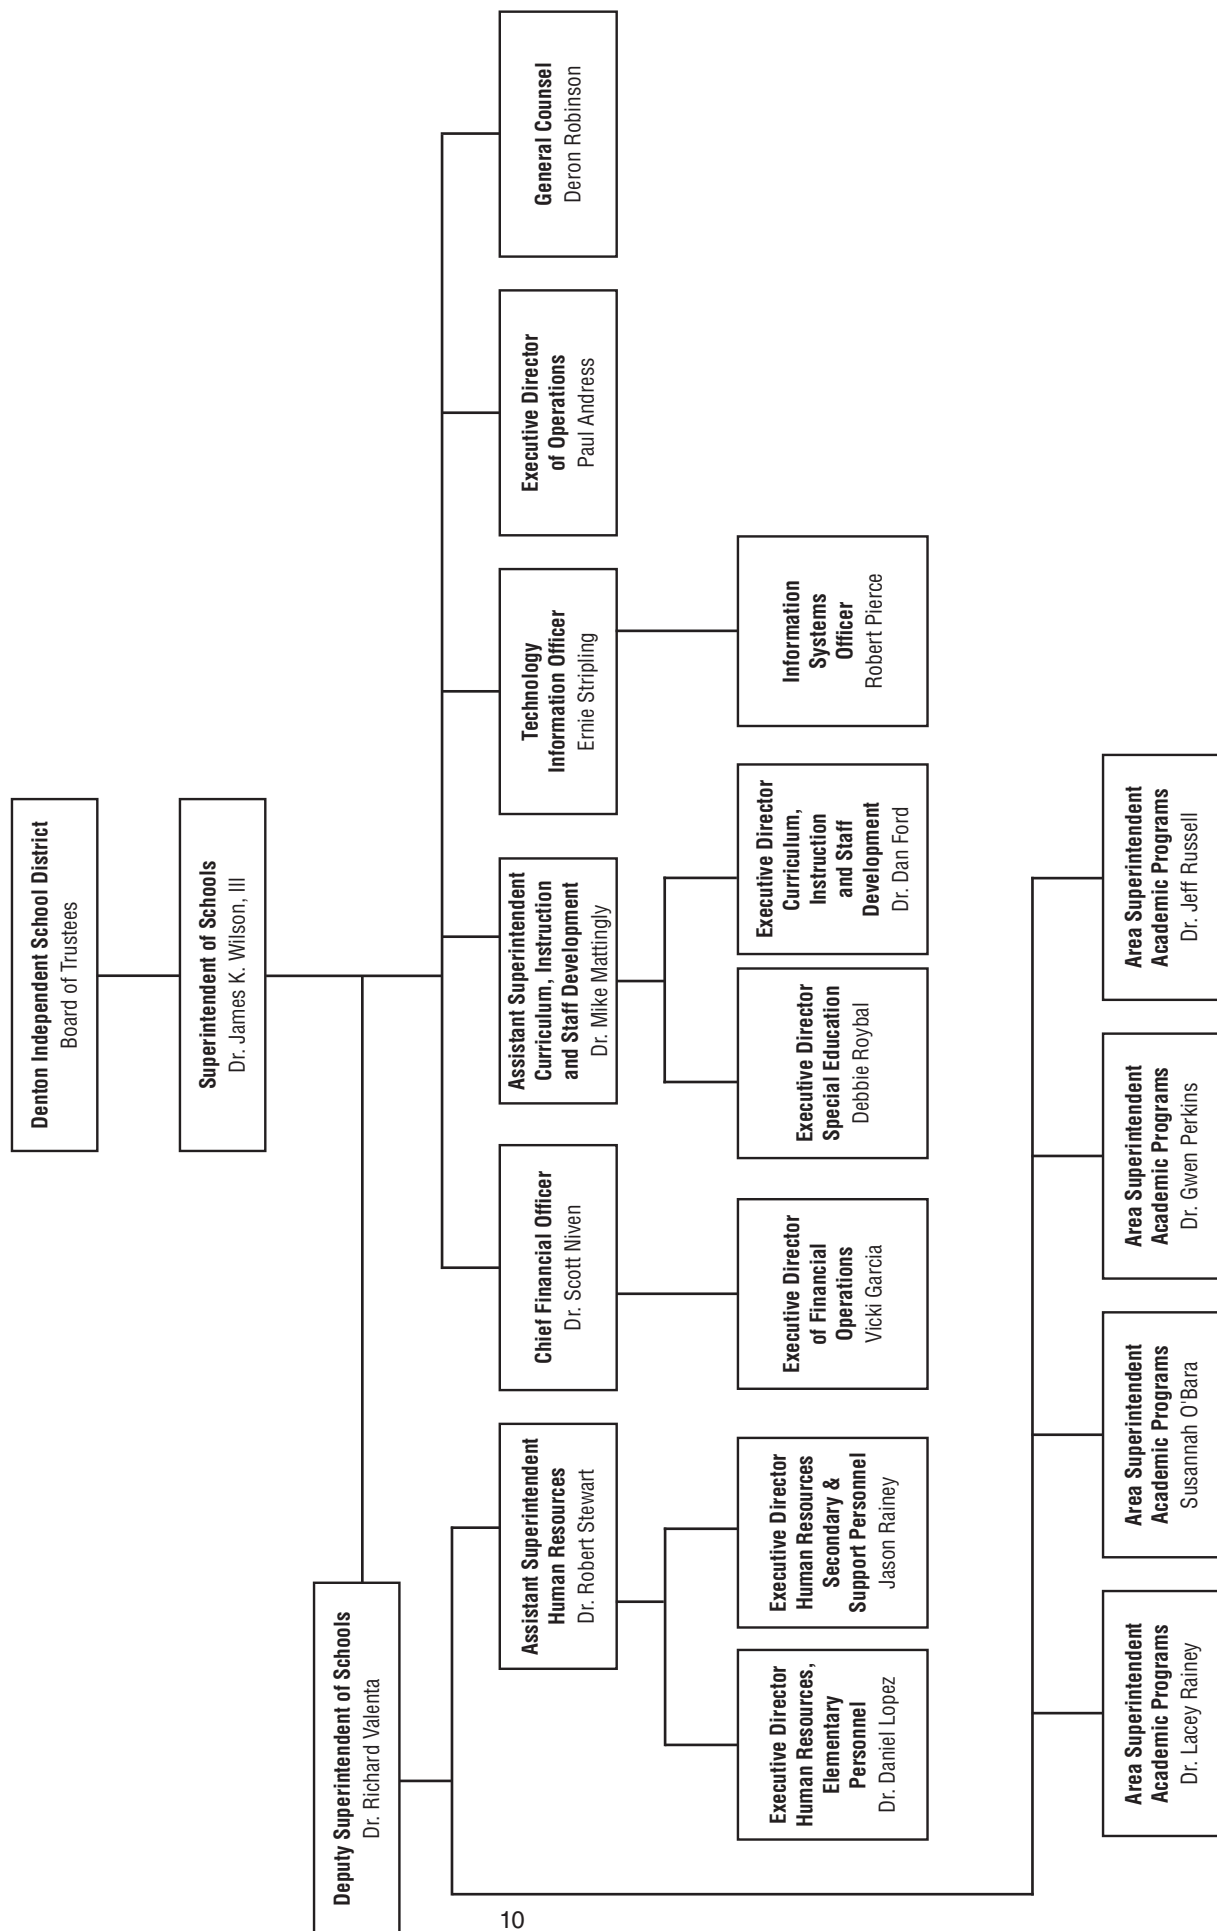 Denton Independent School District
Board of Trustees
Superintendent of Schools
Dr. James K. Wilson, III
Deputy Superintendent of Schools
Dr. Richard Valenta
Assistant Superintendent
Human Resources
Dr. Robert Stewart
Chief Financial Officer
Dr. Scott Niven
Assistant Superintendent
Curriculum, Instruction
and Staff Development
Dr. Mike Mattingly
Technology
Information Officer
Ernie Stripling
Executive Director
of Operations
Paul Andress
General Counsel
Deron Robinson
Executive Director
Human Resources,
Elementary
Personnel
Dr. Daniel Lopez
Executive Director
Human Resources
Secondary &
Support Personnel
Jason Rainey
Executive Director
of Financial
Operations
Vicki Garcia
Executive Director
Special Education
Debbie Roybal
Executive Director
Curriculum,
Instruction
and Staff
Development
Dr. Dan Ford
Information
Systems
Officer
Robert Pierce
Area Superintendent
Academic Programs
Dr. Lacey Rainey
Area Superintendent
Academic Programs
Susannah O'Bara
Area Superintendent
Academic Programs
Dr. Gwen Perkins
Area Superintendent
Academic Programs
Dr. Jeff Russell
10